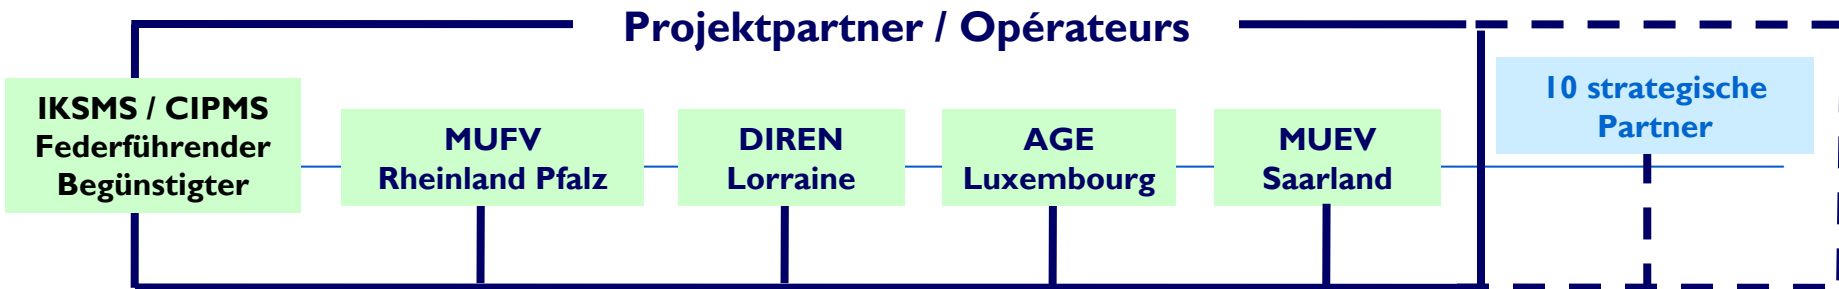 Projektpartner / Opérateurs
IKSMS / CIPMS
Federführender
Begünstigter
MUFV
Rheinland Pfalz
DIREN
Lorraine
AGE
Luxembourg
MUEV
Saarland
10 strategische
Partner